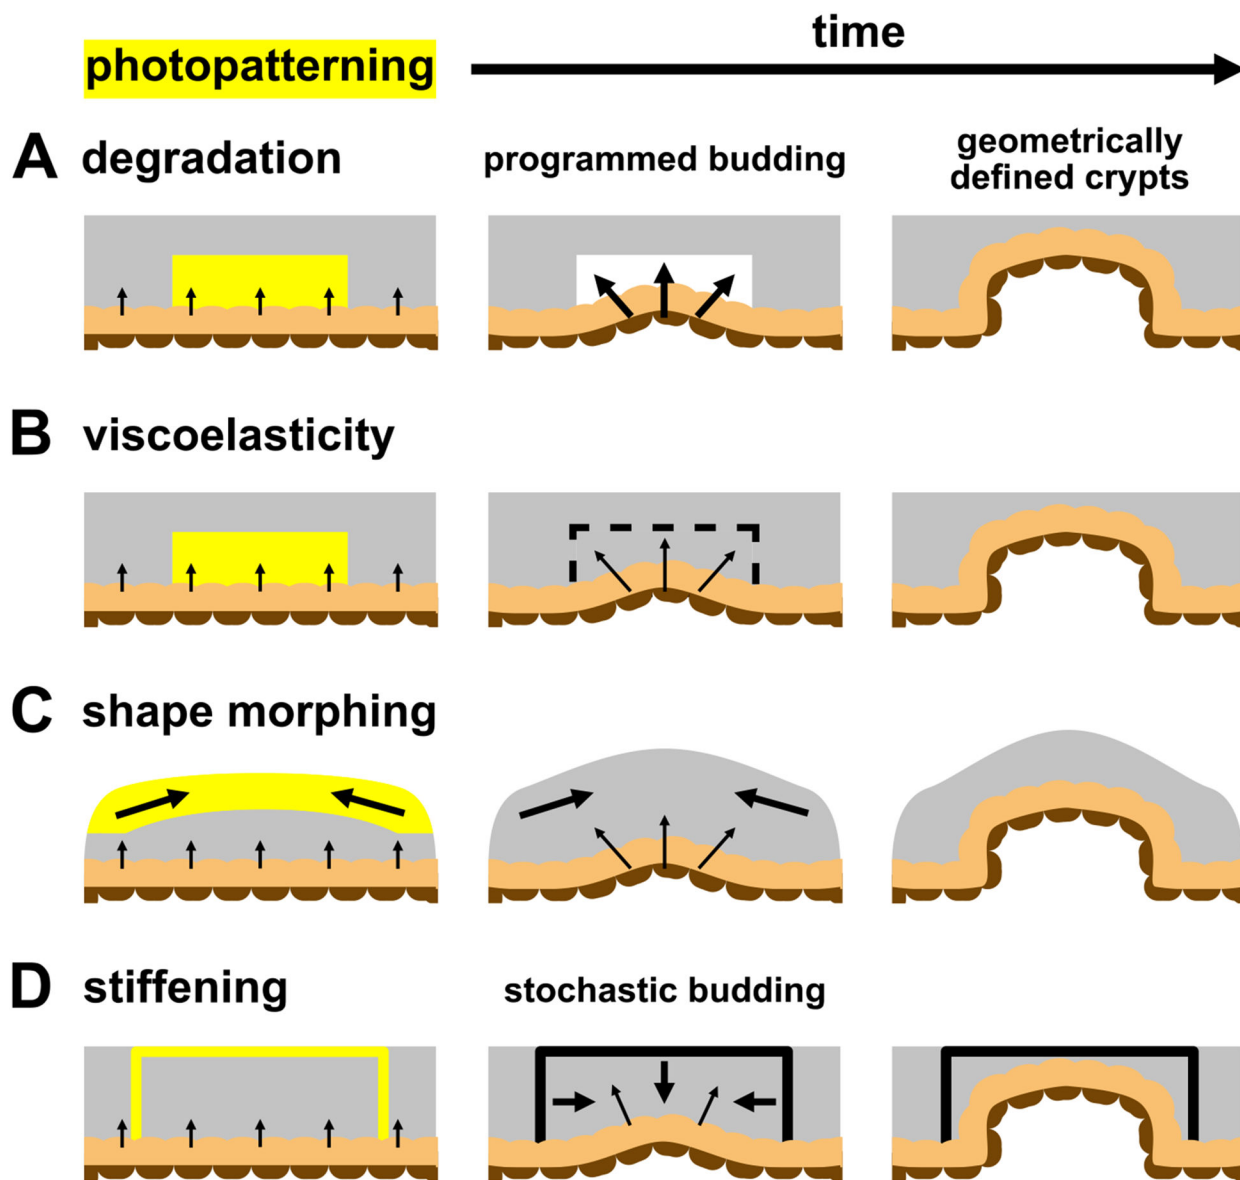 photopatterning
time
A degradation
programmed budding
geometrically
defined crypts
B viscoelasticity
C shape morphing
D stiffening
stochastic budding